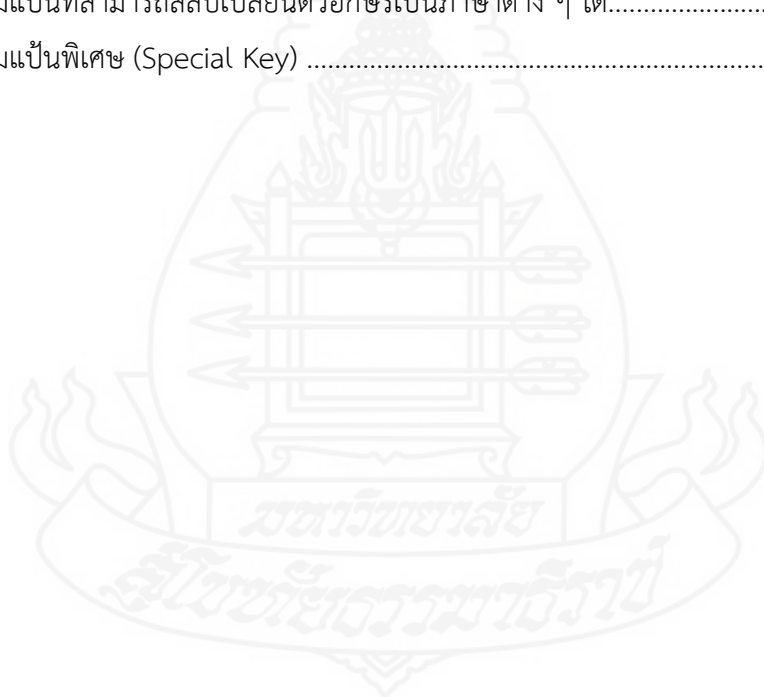 มแป้นที่สามารถสลับเปลี่ยนตัวอักษรเป็นภาษาต่าง ๆ ได้........................
มแป้นพิเศษ (Special Key) ....................................................................
มหาวิทยาลัย
สุโขทัยธรรมาธิราช